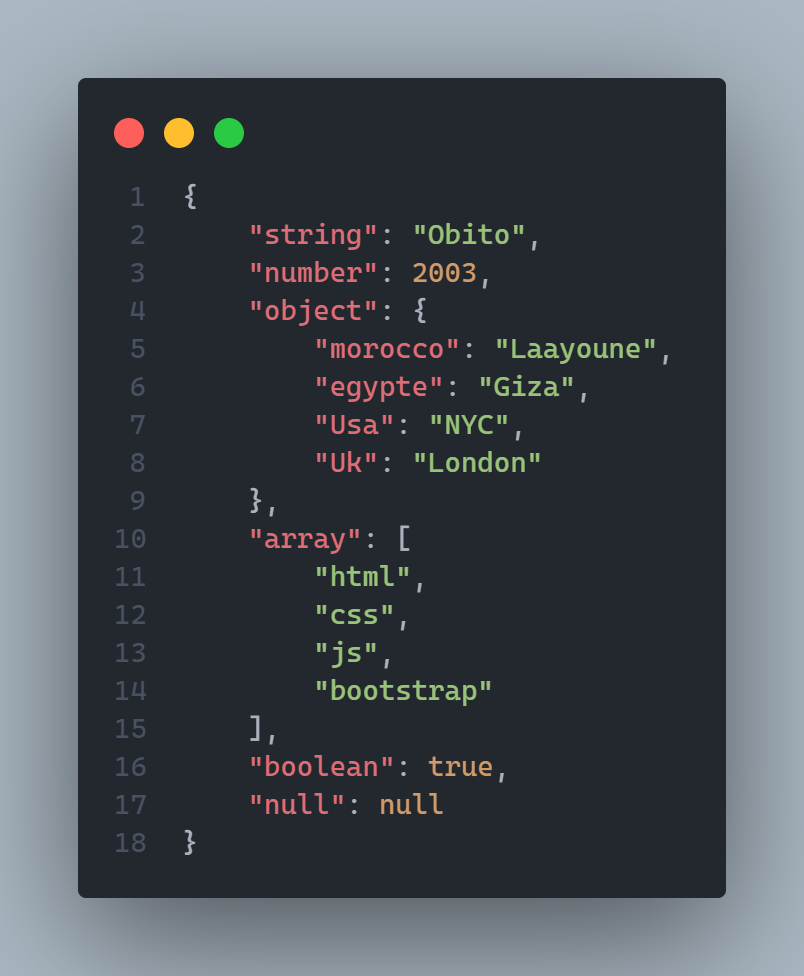 1 {
2     "string": "Obito",
3     "number": 2003,
4     "object": {
5         "morocco": "Laayoune",
6         "egypte": "Giza",
7         "Usa": "NYC",
8         "Uk": "London"
9     },
10     "array": [
11         "html",
12         "css",
13         "js",
14         "bootstrap"
15     ],
16     "boolean": true,
17     "null": null
18 }